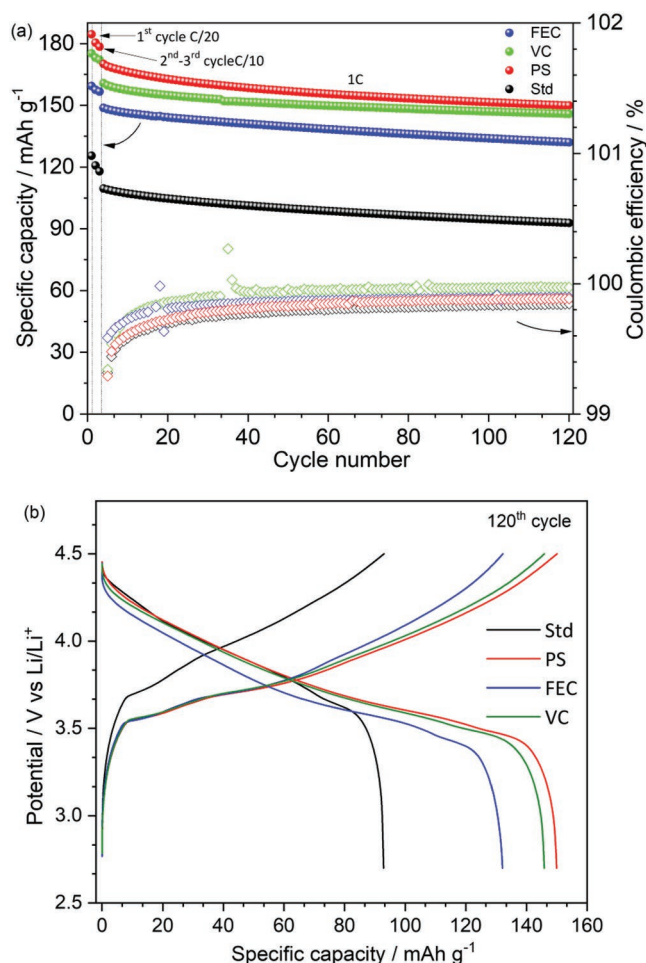 (a)
180
150
120
90
60
30
0
Specific capacity / mAh g⁻¹
1ˢᵗ cycle C/20
2ⁿᵈ-3ʳᵈ cycleC/10
1C
FEC
VC
PS
Std
102
101
100
99
Coulombic efficiency / %
0 20 40 60 80 100 120
Cycle number
(b)
120ᵗʰ cycle
4.5
4.0
3.5
3.0
2.5
Potential / V vs Li/Li⁺
Std
PS
FEC
VC
0 20 40 60 80 100 120 140 160
Specific capacity / mAh g⁻¹